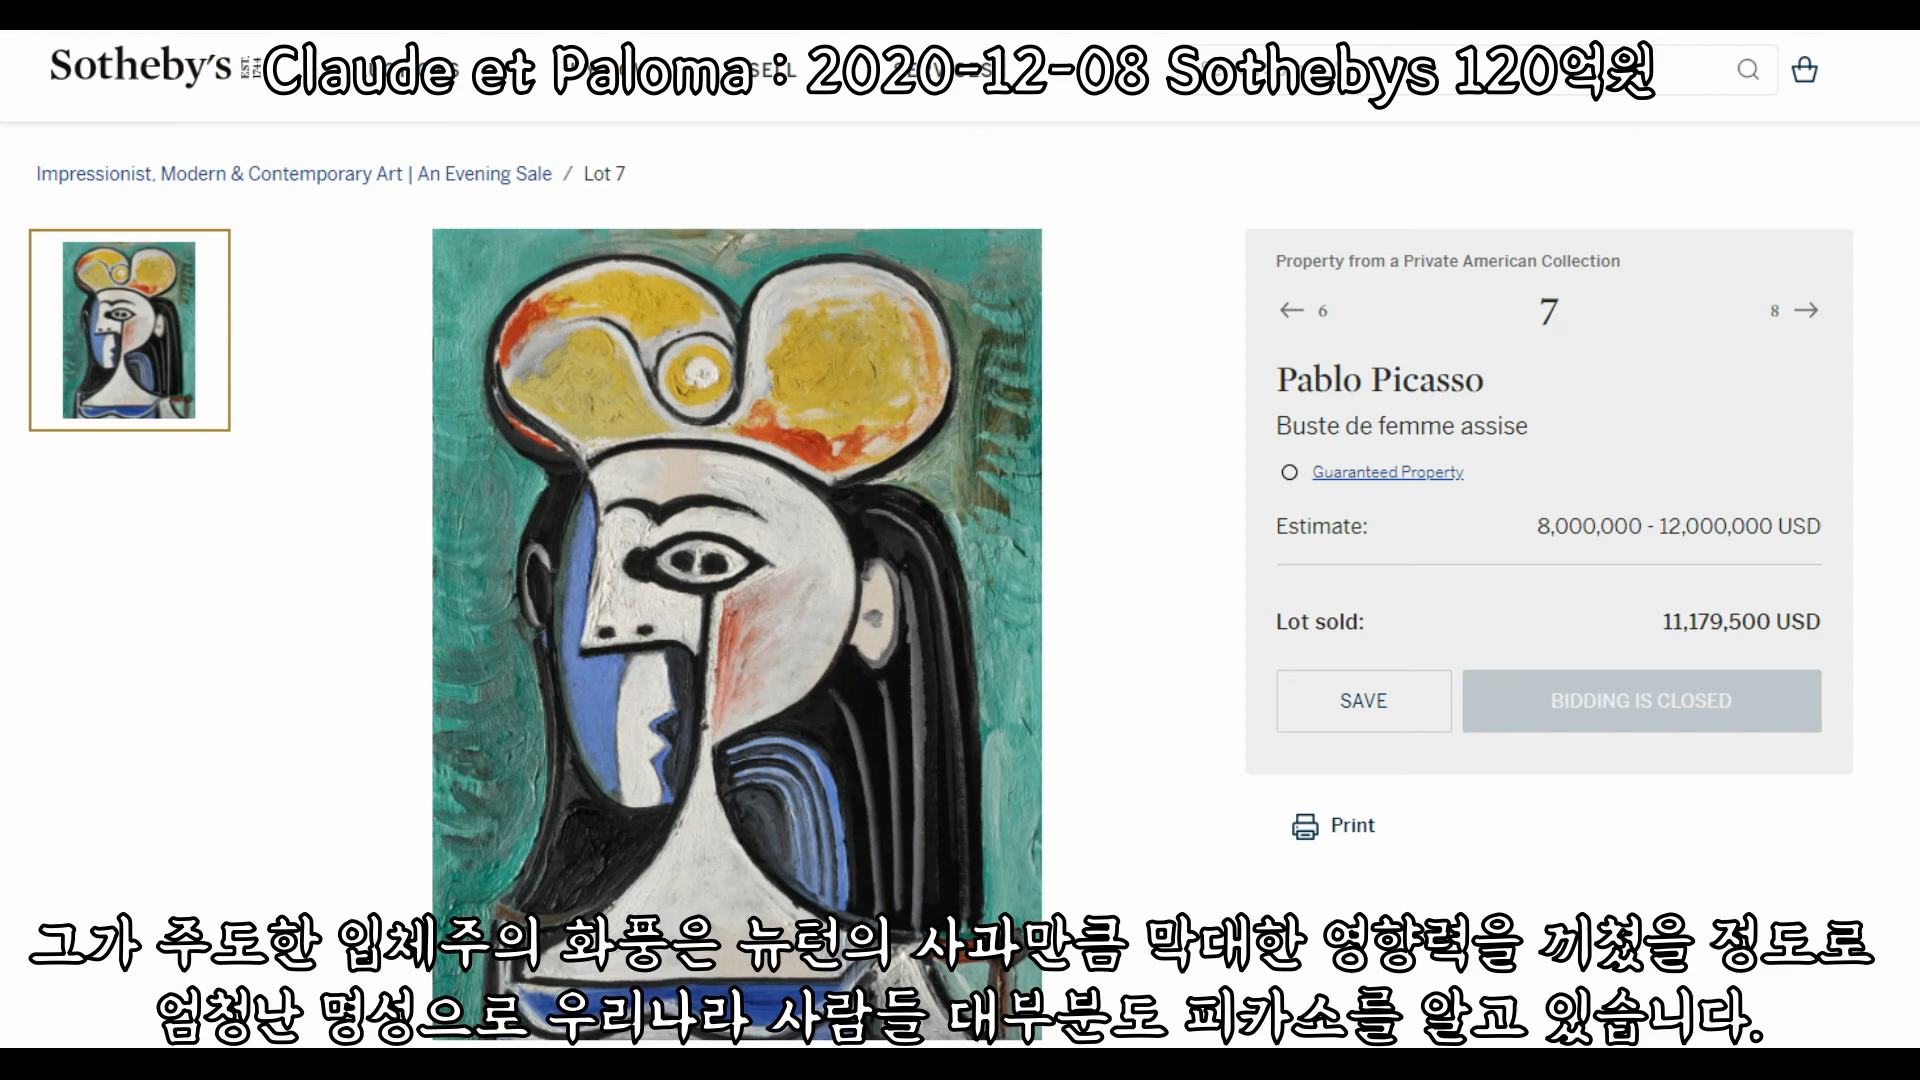 Sotheby's EST. 1744
Claude et Paloma : 2020-12-08 Sothebys 120억원
Impressionist, Modern & Contemporary Art | An Evening Sale / Lot 7
Property from a Private American Collection
6 7 8
Pablo Picasso
Buste de femme assise
Guaranteed Property
Estimate: 8,000,000 - 12,000,000 USD
Lot sold: 11,179,500 USD
SAVE BIDDING IS CLOSED
Print
그가 주도한 입체주의 화풍은 뉴턴의 사과만큼 막대한 영향력을 끼쳤을 정도로
엄청난 명성으로 우리나라 사람들 대부분도 피카소를 알고 있습니다.